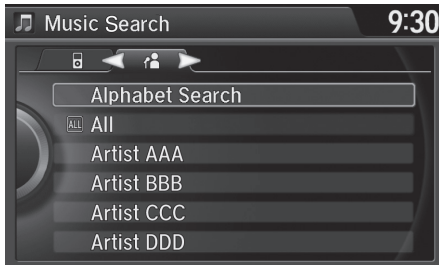 Music Search
9:30
Alphabet Search
ALL All
Artist AAA
Artist BBB
Artist CCC
Artist DDD